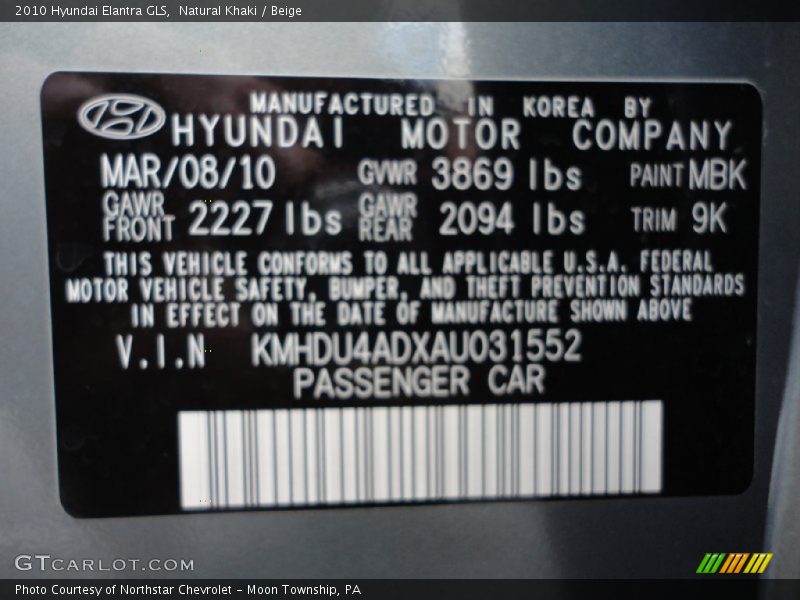 2010 Hyundai Elantra GLS,  Natural Khaki / Beige
MANUFACTURED IN KOREA BY
HYUNDAI MOTOR COMPANY
MAR/08/10 GVWR 3869 lbs PAINT MBK
GAWR FRONT 2227 lbs GAWR REAR 2094 lbs TRIM 9K
THIS VEHICLE CONFORMS TO ALL APPLICABLE U.S.A. FEDERAL
MOTOR VEHICLE SAFETY, BUMPER, AND THEFT PREVENTION STANDARDS
IN EFFECT ON THE DATE OF MANUFACTURE SHOWN ABOVE
V.I.N KMHDU4ADXAU031552
PASSENGER CAR
GTCARLOT.COM
Photo Courtesy of Northstar Chevrolet - Moon Township, PA